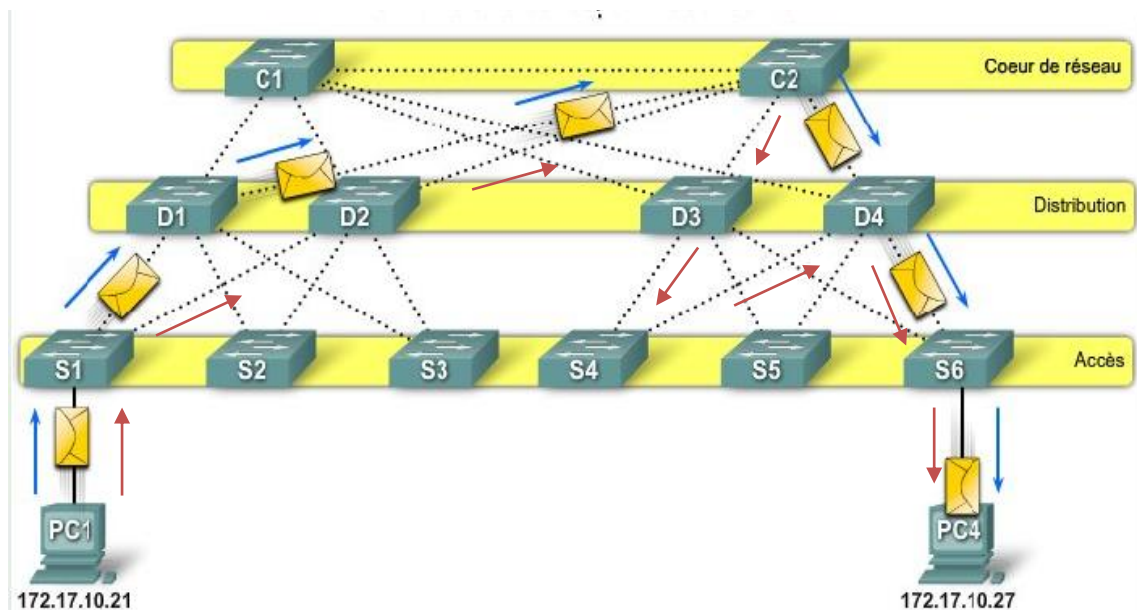 C1
C2
Coeur de réseau
D1
D2
D3
D4
Distribution
S1
S2
S3
S4
S5
S6
Accès
PC1
PC4
172.17.10.21
172.17.10.27